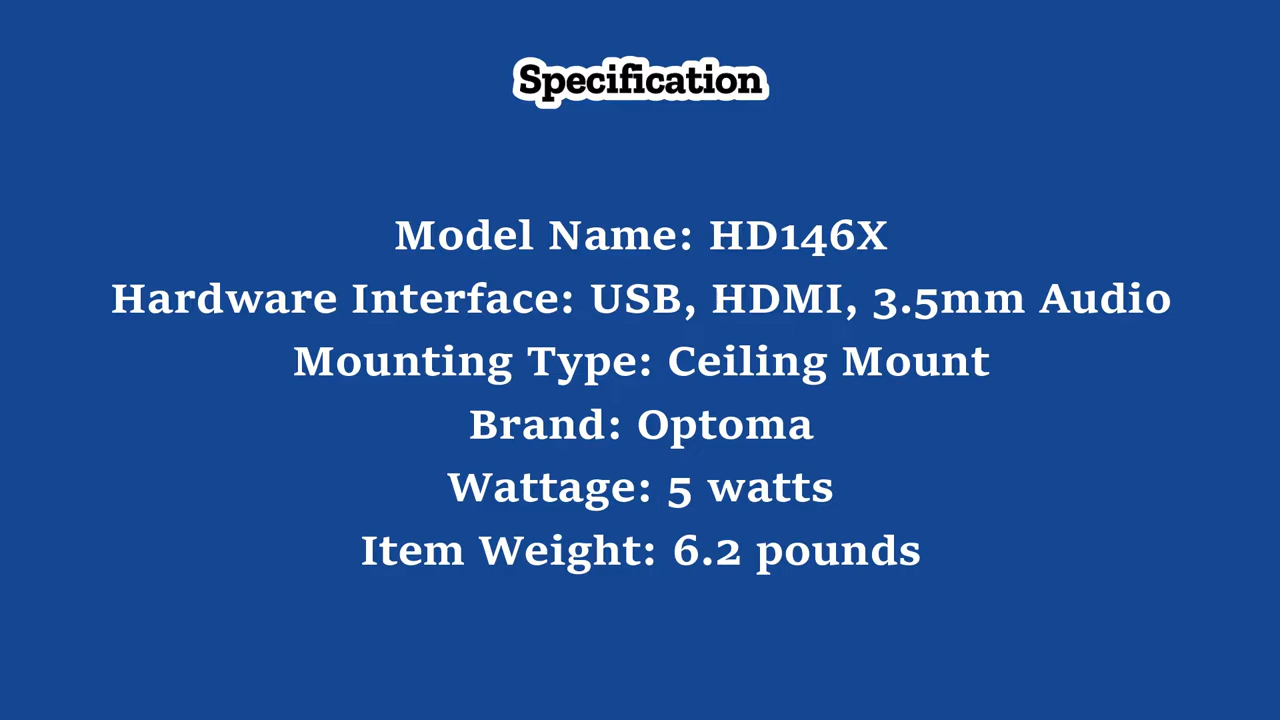 Specification
Model Name: HD146X
Hardware Interface: USB, HDMI, 3.5mm Audio
Mounting Type: Ceiling Mount
Brand: Optoma
Wattage: 5 watts
Item Weight: 6.2 pounds